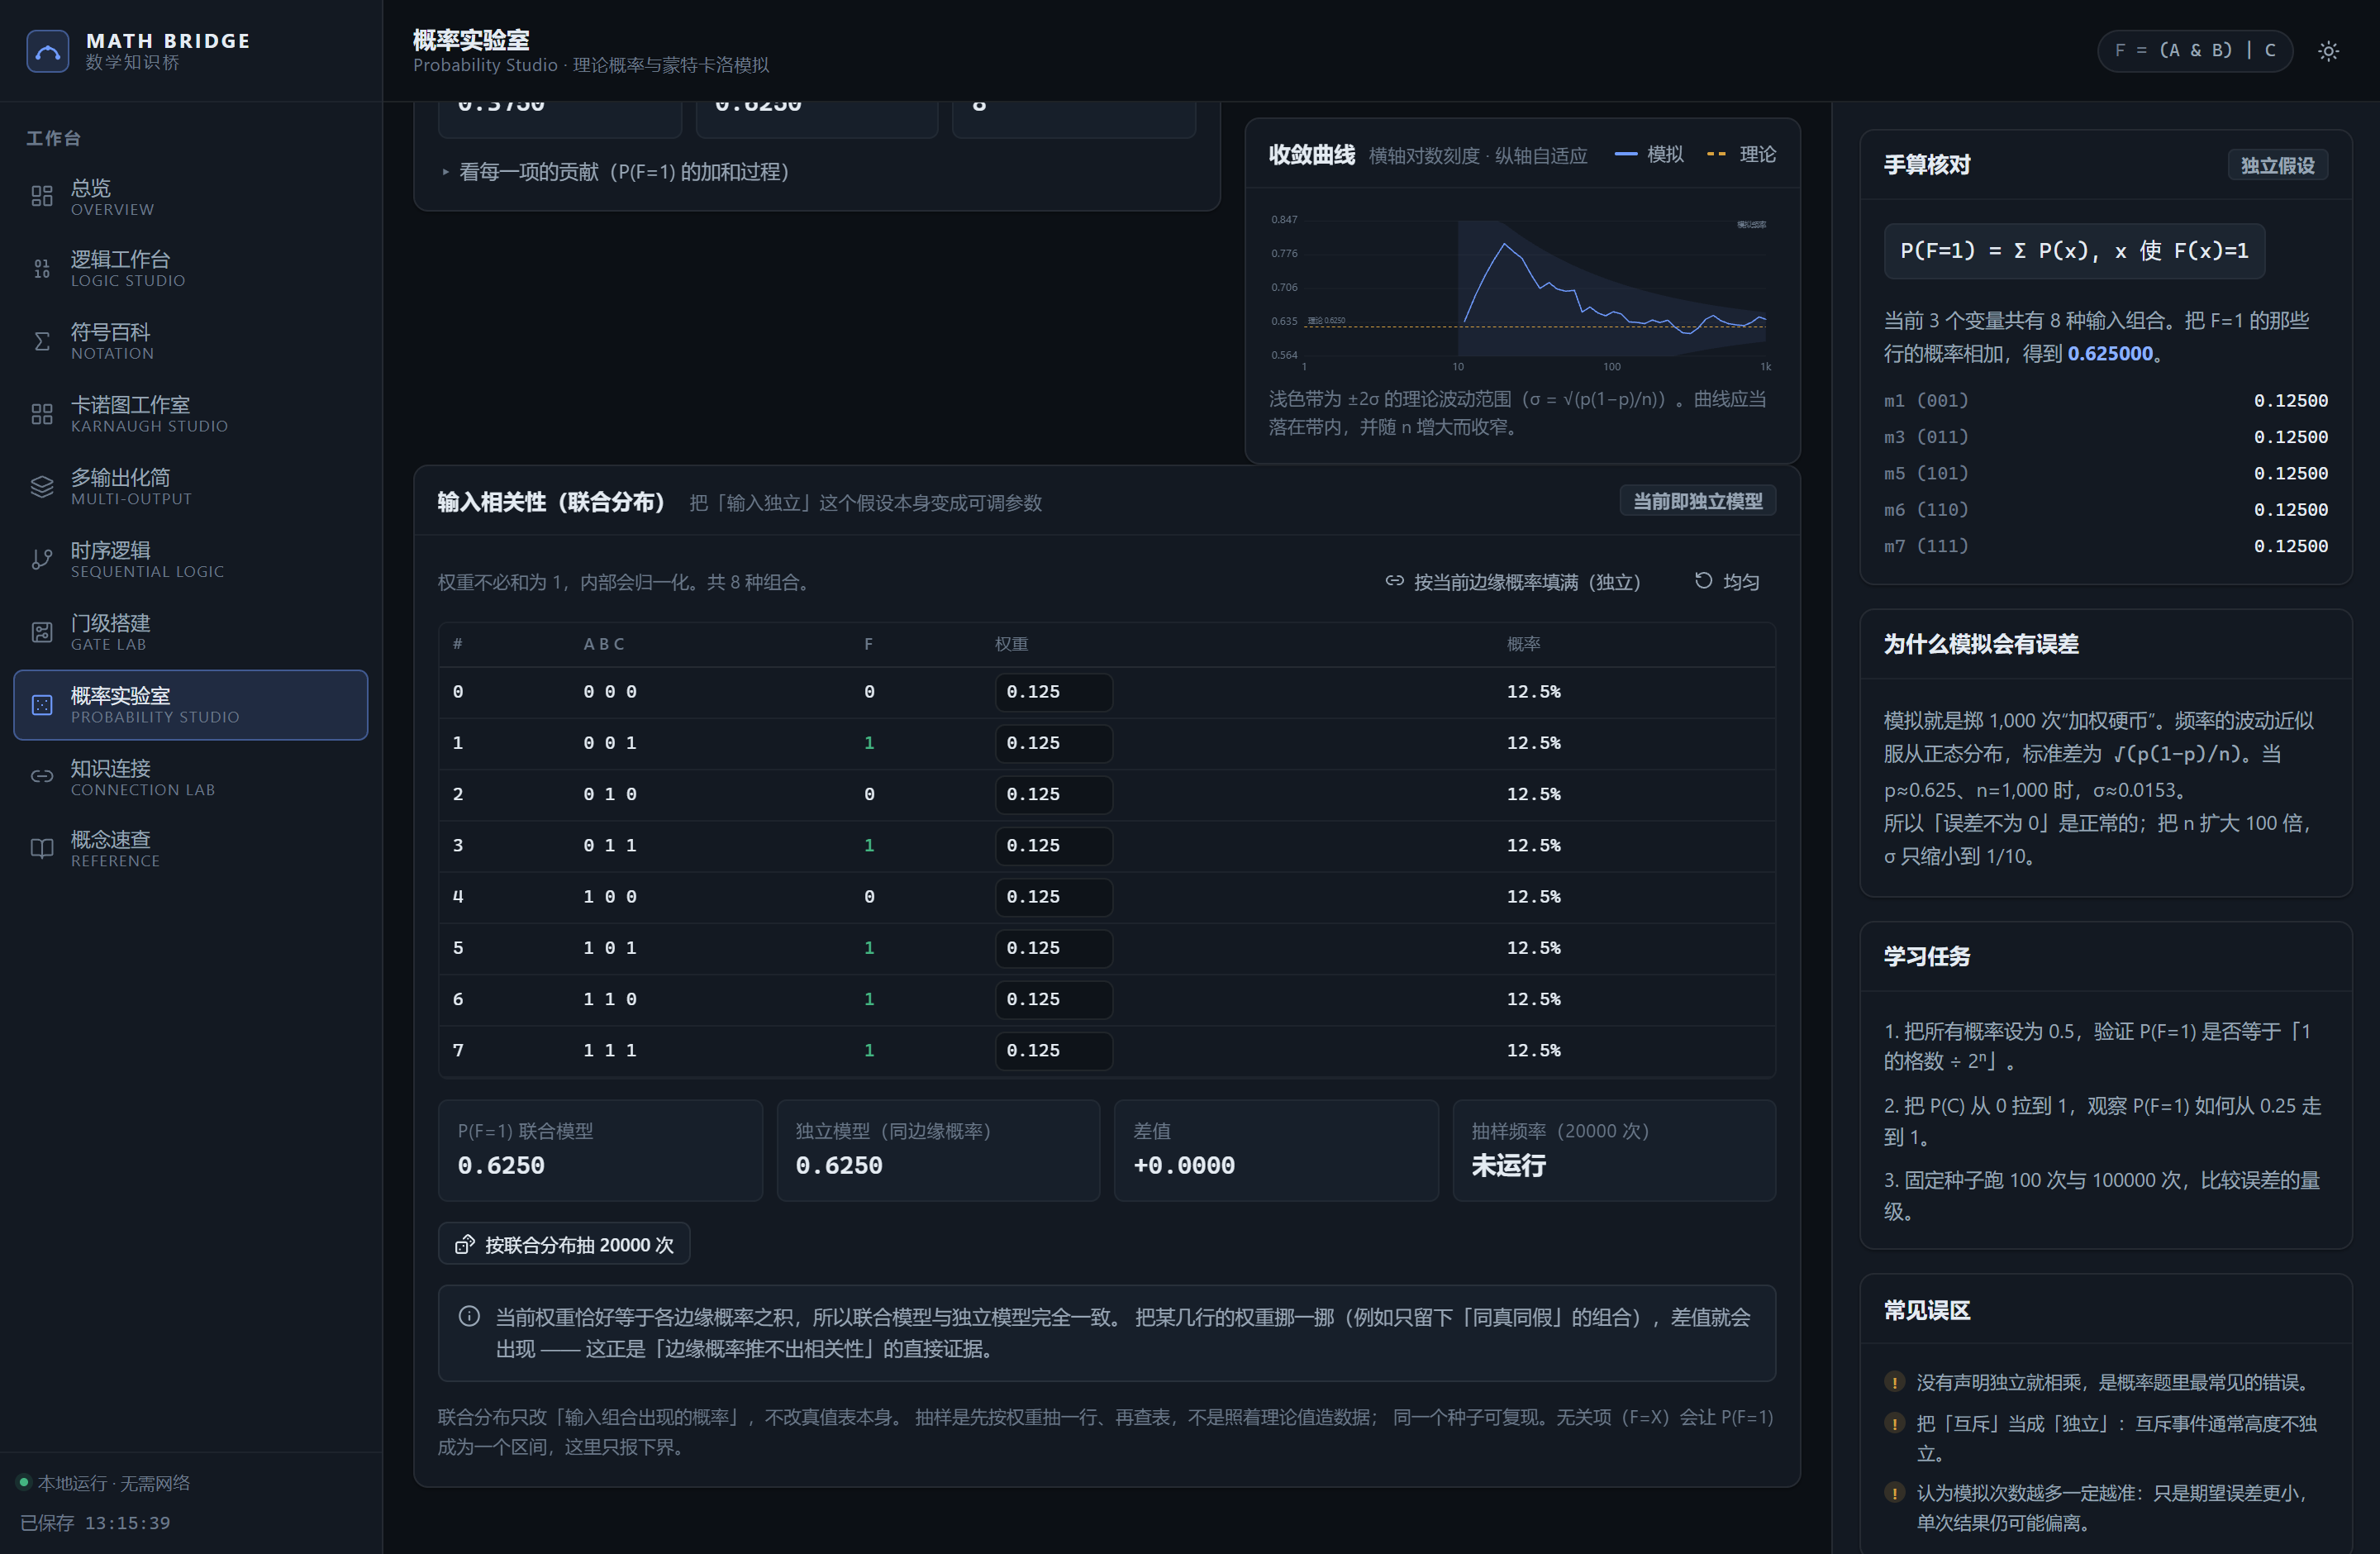 MATH BRIDGE
数学知识桥
工作台
总览
OVERVIEW
逻辑工作台
LOGIC STUDIO
符号百科
NOTATION
卡诺图工作室
KARNAUGH STUDIO
多输出化简
MULTI-OUTPUT
时序逻辑
SEQUENTIAL LOGIC
门级搭建
GATE LAB
概率实验室
PROBABILITY STUDIO
知识连接
CONNECTION LAB
概念速查
REFERENCE
本地运行 · 无需网络
已保存 13:15:39
概率实验室
Probability Studio · 理论概率与蒙特卡洛模拟
F = (A & B) | C
0.3750 0.6250 8
看每一项的贡献（P(F=1) 的加和过程）
收敛曲线 横轴对数刻度 · 纵轴自适应 模拟 理论
0.847
模拟频率
0.776
0.706
0.635
理论 0.6250
0.564
1 10 100 1k
浅色带为 ±2σ 的理论波动范围（σ = √(p(1−p)/n)）。曲线应当
落在带内，并随 n 增大而收窄。
输入相关性（联合分布） 把「输入独立」这个假设本身变成可调参数 当前即独立模型
权重不必和为 1，内部会归一化。共 8 种组合。 按当前边缘概率填满（独立） 均匀
# A B C F 权重 概率
0 0 0 0 0 0.125 12.5%
1 0 0 1 1 0.125 12.5%
2 0 1 0 0 0.125 12.5%
3 0 1 1 1 0.125 12.5%
4 1 0 0 0 0.125 12.5%
5 1 0 1 1 0.125 12.5%
6 1 1 0 1 0.125 12.5%
7 1 1 1 1 0.125 12.5%
P(F=1) 联合模型 独立模型（同边缘概率） 差值 抽样频率（20000 次）
0.6250 0.6250 +0.0000 未运行
按联合分布抽 20000 次
当前权重恰好等于各边缘概率之积，所以联合模型与独立模型完全一致。 把某几行的权重挪一挪（例如只留下「同真同假」的组合），差值就会
出现 —— 这正是「边缘概率推不出相关性」的直接证据。
联合分布只改「输入组合出现的概率」，不改真值表本身。 抽样是先按权重抽一行、再查表，不是照着理论值造数据； 同一个种子可复现。无关项（F=X）会让 P(F=1)
成为一个区间，这里只报下界。
手算核对 独立假设
P(F=1) = Σ P(x), x 使 F(x)=1
当前 3 个变量共有 8 种输入组合。把 F=1 的那些
行的概率相加，得到 0.625000。
m1 (001) 0.12500
m3 (011) 0.12500
m5 (101) 0.12500
m6 (110) 0.12500
m7 (111) 0.12500
为什么模拟会有误差
模拟就是掷 1,000 次“加权硬币”。频率的波动近似
服从正态分布，标准差为 √(p(1−p)/n)。当
p≈0.625、n=1,000 时，σ≈0.0153。
所以「误差不为 0」是正常的；把 n 扩大 100 倍，
σ 只缩小到 1/10。
学习任务
1. 把所有概率设为 0.5，验证 P(F=1) 是否等于「1
的格数 ÷ 2ⁿ」。
2. 把 P(C) 从 0 拉到 1，观察 P(F=1) 如何从 0.25 走
到 1。
3. 固定种子跑 100 次与 100000 次，比较误差的量
级。
常见误区
没有声明独立就相乘，是概率题里最常见的错误。
把「互斥」当成「独立」：互斥事件通常高度不独
立。
认为模拟次数越多一定越准：只是期望误差更小，
单次结果仍可能偏离。